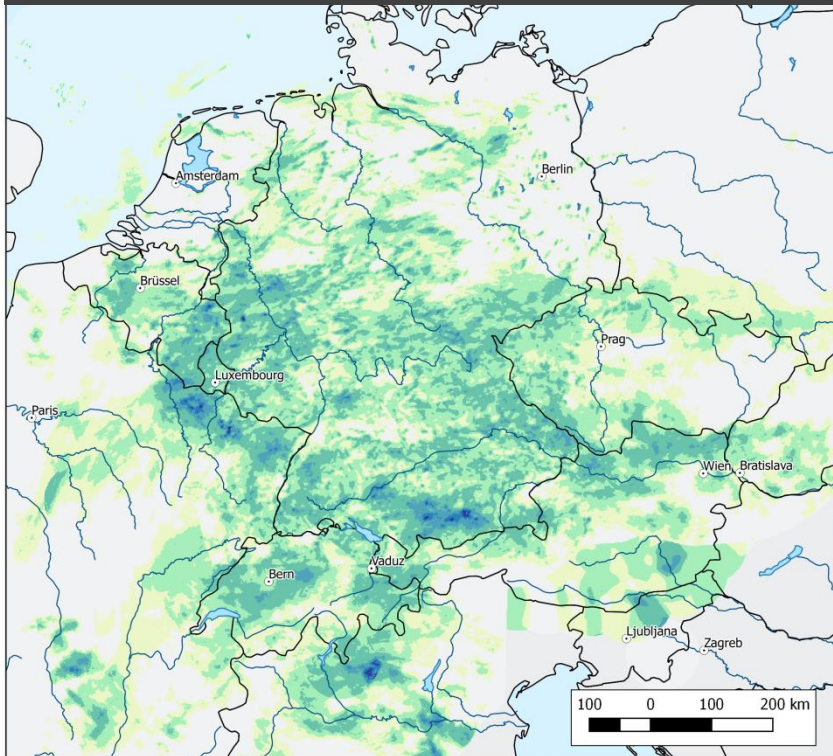 Amsterdam
Berlin
Brüssel
Prag
Luxembourg
Paris
Wien
Bratislava
Vaduz
Bern
Ljubljana
Zagreb
100 0 100 200 km